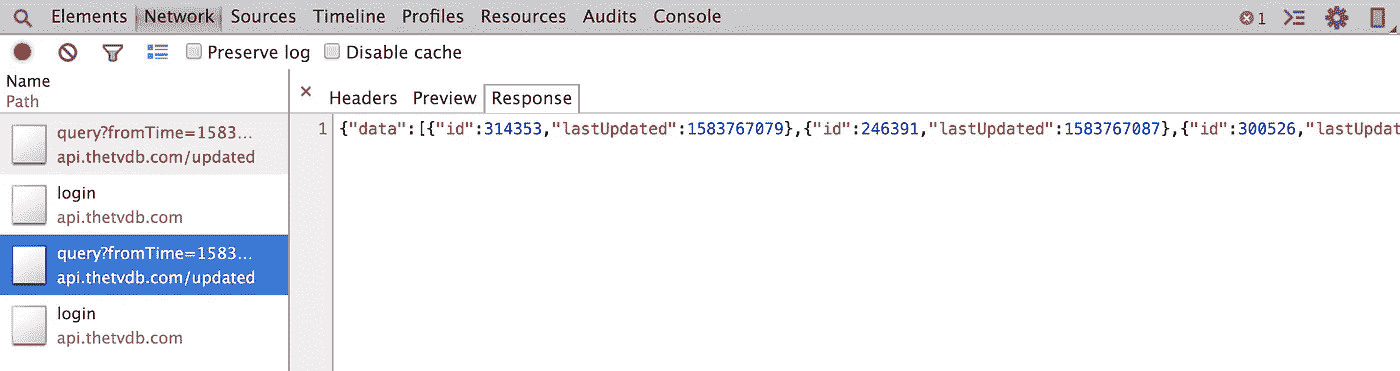 Elements Network Sources Timeline Profiles Resources Audits Console 1
Preserve log Disable cache
Name
Path
Headers Preview Response
query?fromTime=1583...
api.thetvdb.com/updated
login
api.thetvdb.com
query?fromTime=1583...
api.thetvdb.com/updated
login
api.thetvdb.com
1 {"data":[{"id":314353,"lastUpdated":1583767079},{"id":246391,"lastUpdated":1583767087},{"id":300526,"lastUpdat